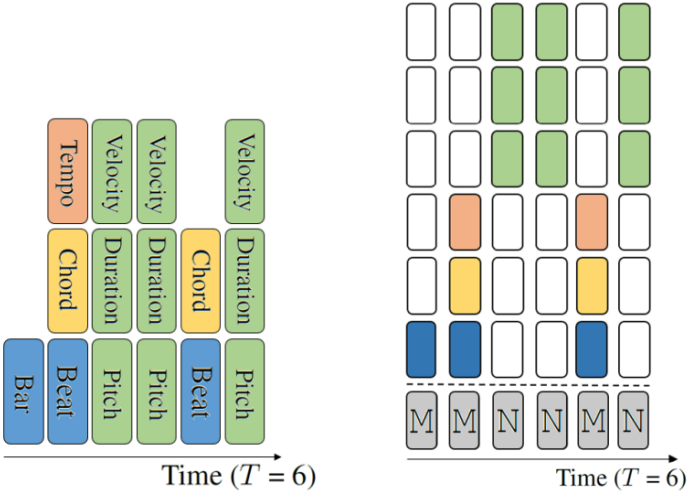 Tempo Velocity Velocity Velocity
Chord Duration Duration Chord Duration
Bar Beat Pitch Pitch Beat Pitch
Time (T = 6)
M M N N M N
Time (T = 6)